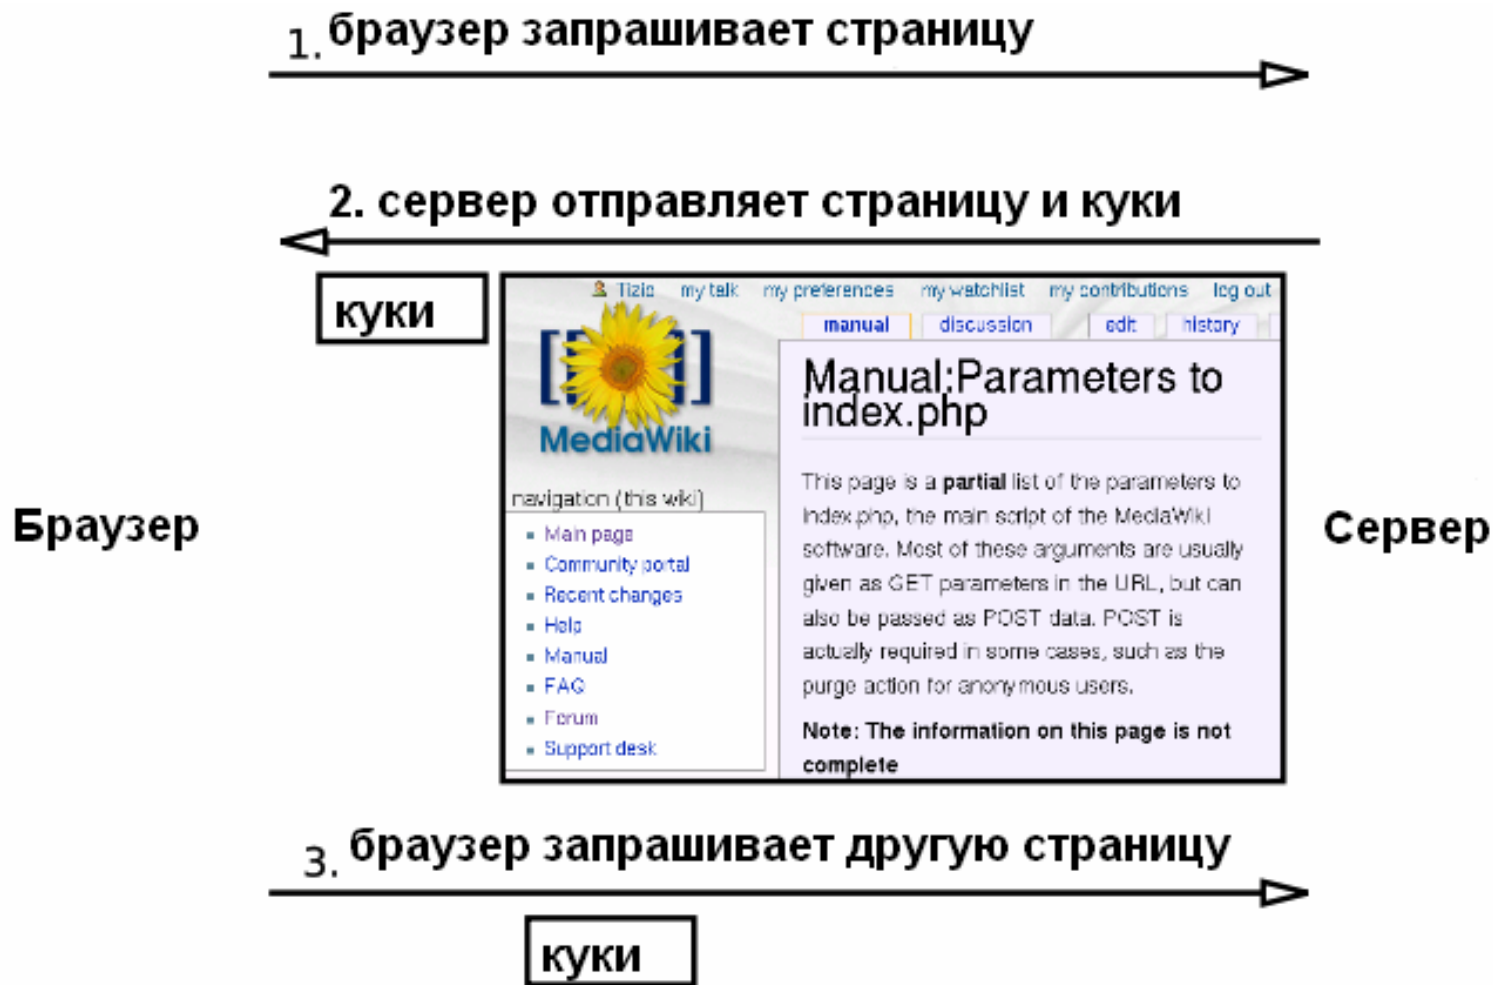 1. браузер запрашивает страницу
2. сервер отправляет страницу и куки
куки
Tizio my talk my preferences my watchlist my contributions log out
manual discussion edit history
[[ ]]
MediaWiki
Manual:Parameters to
index.php
This page is a partial list of the parameters to
index.php, the main script of the MediaWiki
software. Most of these arguments are usually
given as GET parameters in the URL, but can
also be passed as POST data. POST is
actually required in some cases, such as the
purge action for anonymous users.
Note: The information on this page is not
complete
navigation (this wiki)
Main page
Community portal
Recent changes
Help
Manual
FAQ
Forum
Support desk
Браузер
Сервер
3. браузер запрашивает другую страницу
куки